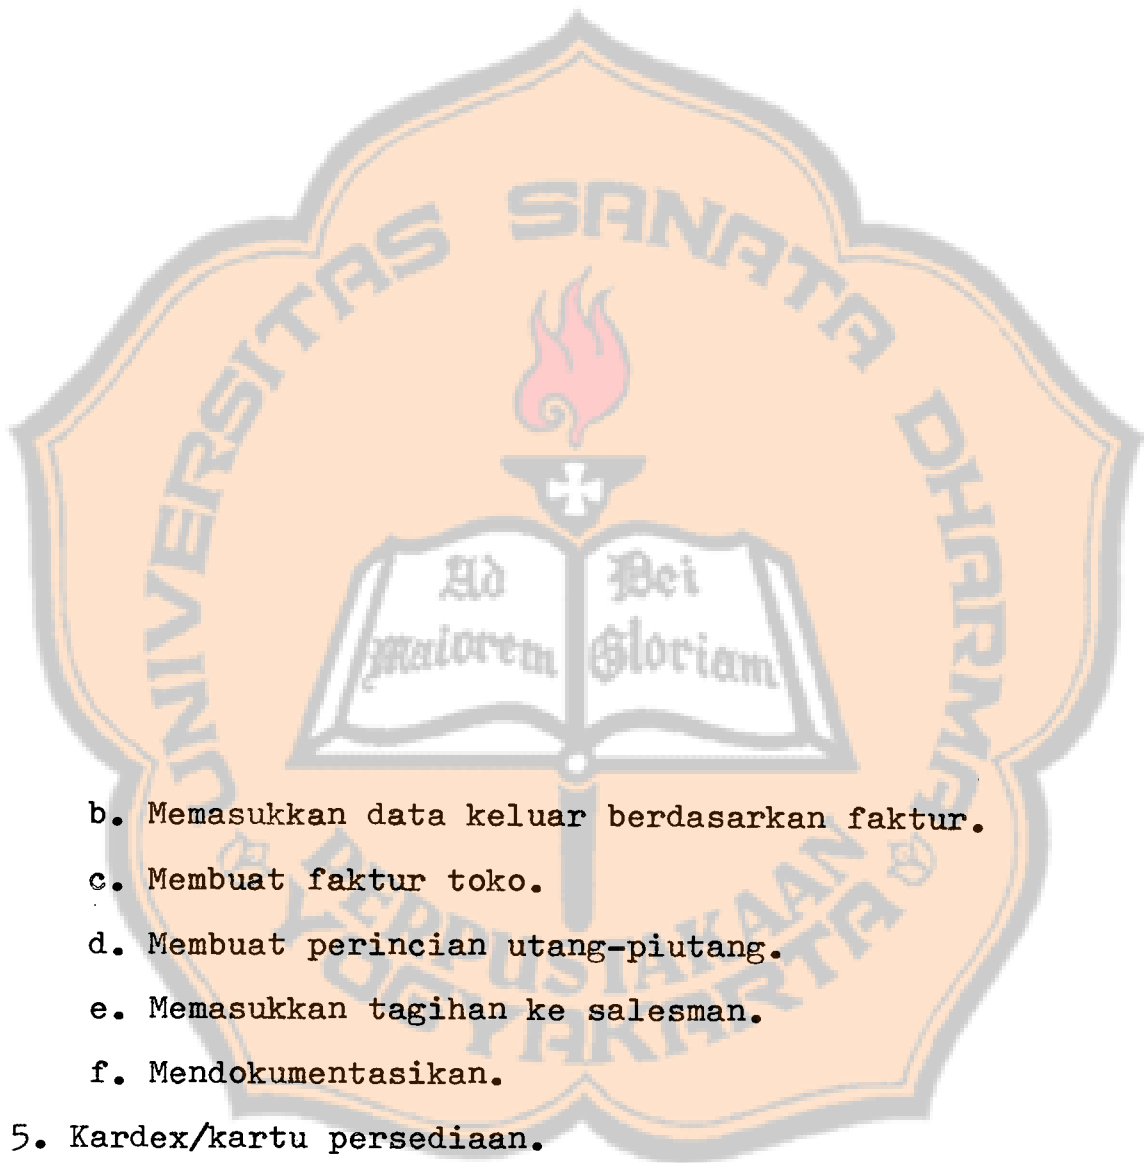 UNIVERSITAS SANATA DHARMA
Ad Dei
Maiorem Gloriam
b. Memasukkan data keluar berdasarkan faktur.
c. Membuat faktur toko.
PERPUSTAKAAN
d. Membuat perincian utang-piutang.
YOGYAKARTA
e. Memasukkan tagihan ke salesman.
f. Mendokumentasikan.
5. Kardex/kartu persediaan.